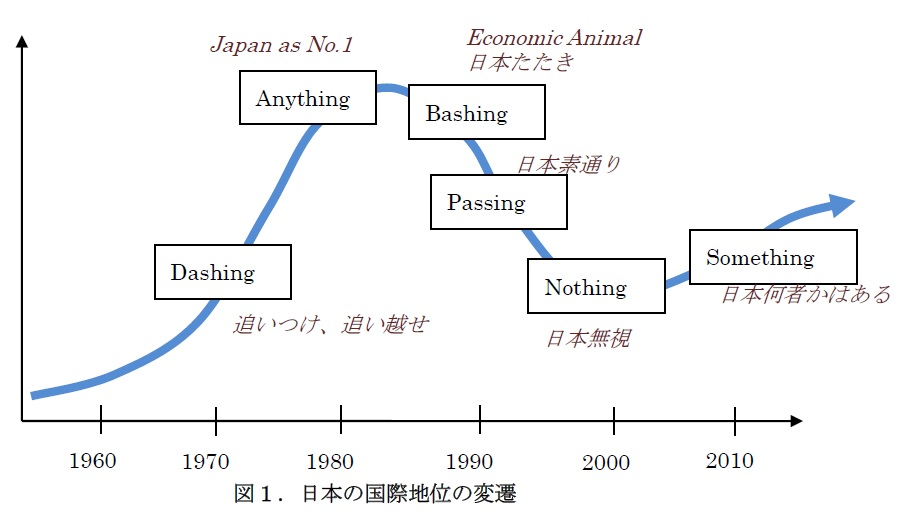 Japan as No.1
Economic Animal
日本たたき
Anything
Bashing
日本素通り
Passing
Dashing
Something
Nothing
日本何者かはある
追いつけ、追い越せ
日本無視
1960
1970
1980
1990
2000
2010
図１．日本の国際地位の変遷